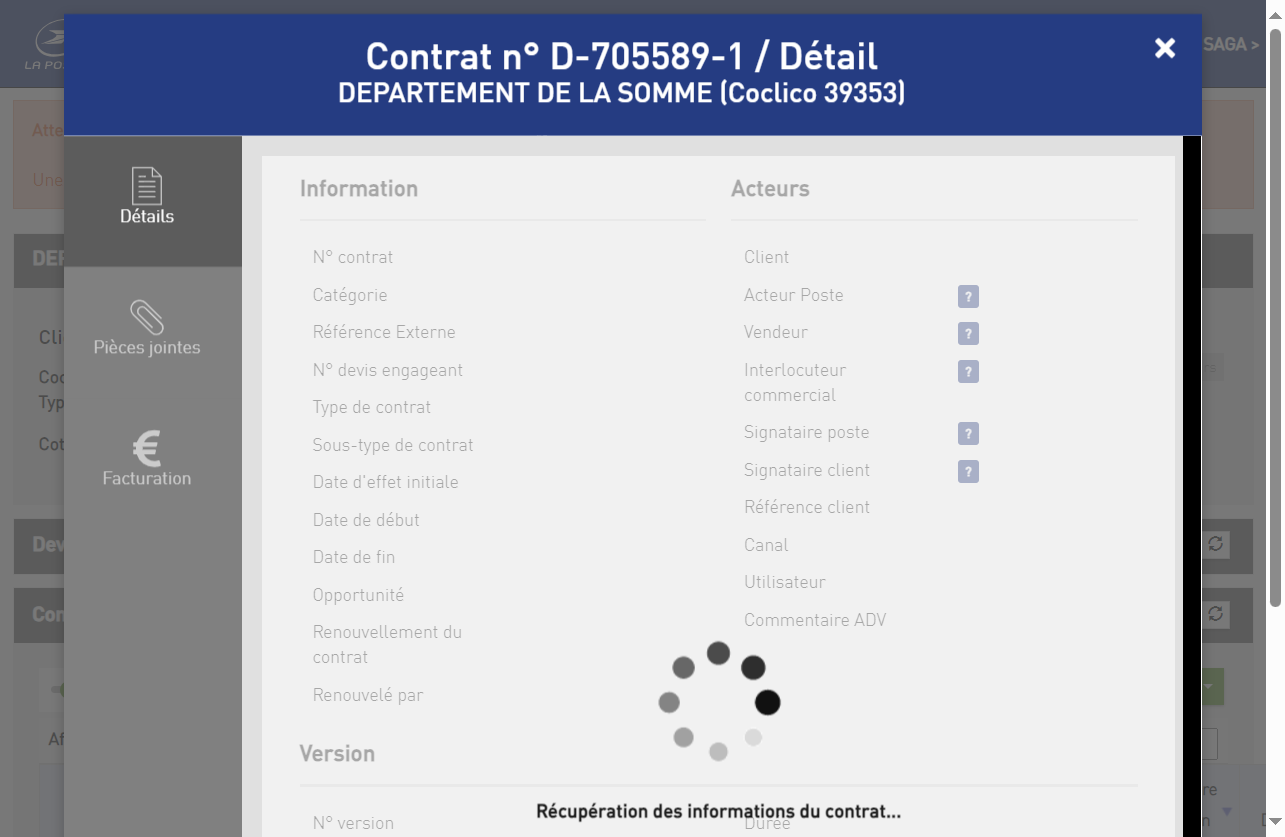 Contrat n° D-705589-1 / Détail
DEPARTEMENT DE LA SOMME (Coclico 39353)
SAGA >
LA PO
Atte
Une
Détails
Pièces jointes
€
Facturation
Information
N° contrat
Catégorie
Référence Externe
N° devis engageant
Type de contrat
Sous-type de contrat
Date d'effet initiale
Date de début
Date de fin
Opportunité
Renouvellement du
contrat
Renouvelé par
Acteurs
Client
Acteur Poste ?
Vendeur ?
Interlocuteur ?
commercial
Signataire poste ?
Signataire client ?
Référence client
Canal
Utilisateur
Commentaire ADV
Version
Récupération des informations du contrat...
N° version
Durée
DEP
Cli
Coc
Typ
Cot
rs
Dev
Con
Af
re
n